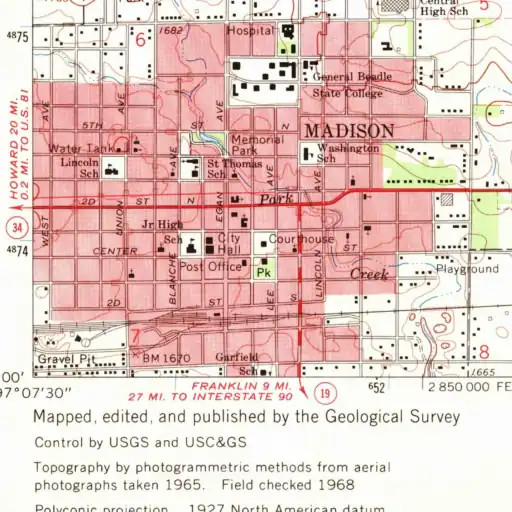 4875
6
1682
Hospital
Central
High Sch
5
General Beadle
State College
HOWARD 20 MI.
0.2 MI. TO U.S. 81
AVE
AVE
5TH
ST
N
MADISON
Water Tank
Memorial
Park
Washington
Sch
Lincoln
Sch
AVE
St Thomas
Sch
AVE
AVE
34
2D
ST
N
Park
WEST
UNION
EGAN
Jr High
Sch
City
Hall
Courthouse
ST
4874
CENTER
BLANCHE
Post Office
Pk
LEE
LINCOLN
Creek
Playground
2D
ST
S
7
8
Gravel Pit
BM 1670
Garfield
Sch
1665
00'
97°07'30"
FRANKLIN 9 MI.
27 MI. TO INTERSTATE 90
19
652
2 850 000 FE
Mapped, edited, and published by the Geological Survey
Control by USGS and USC&GS
Topography by photogrammetric methods from aerial
photographs taken 1965. Field checked 1968
Polyconic projection. 1927 North American datum